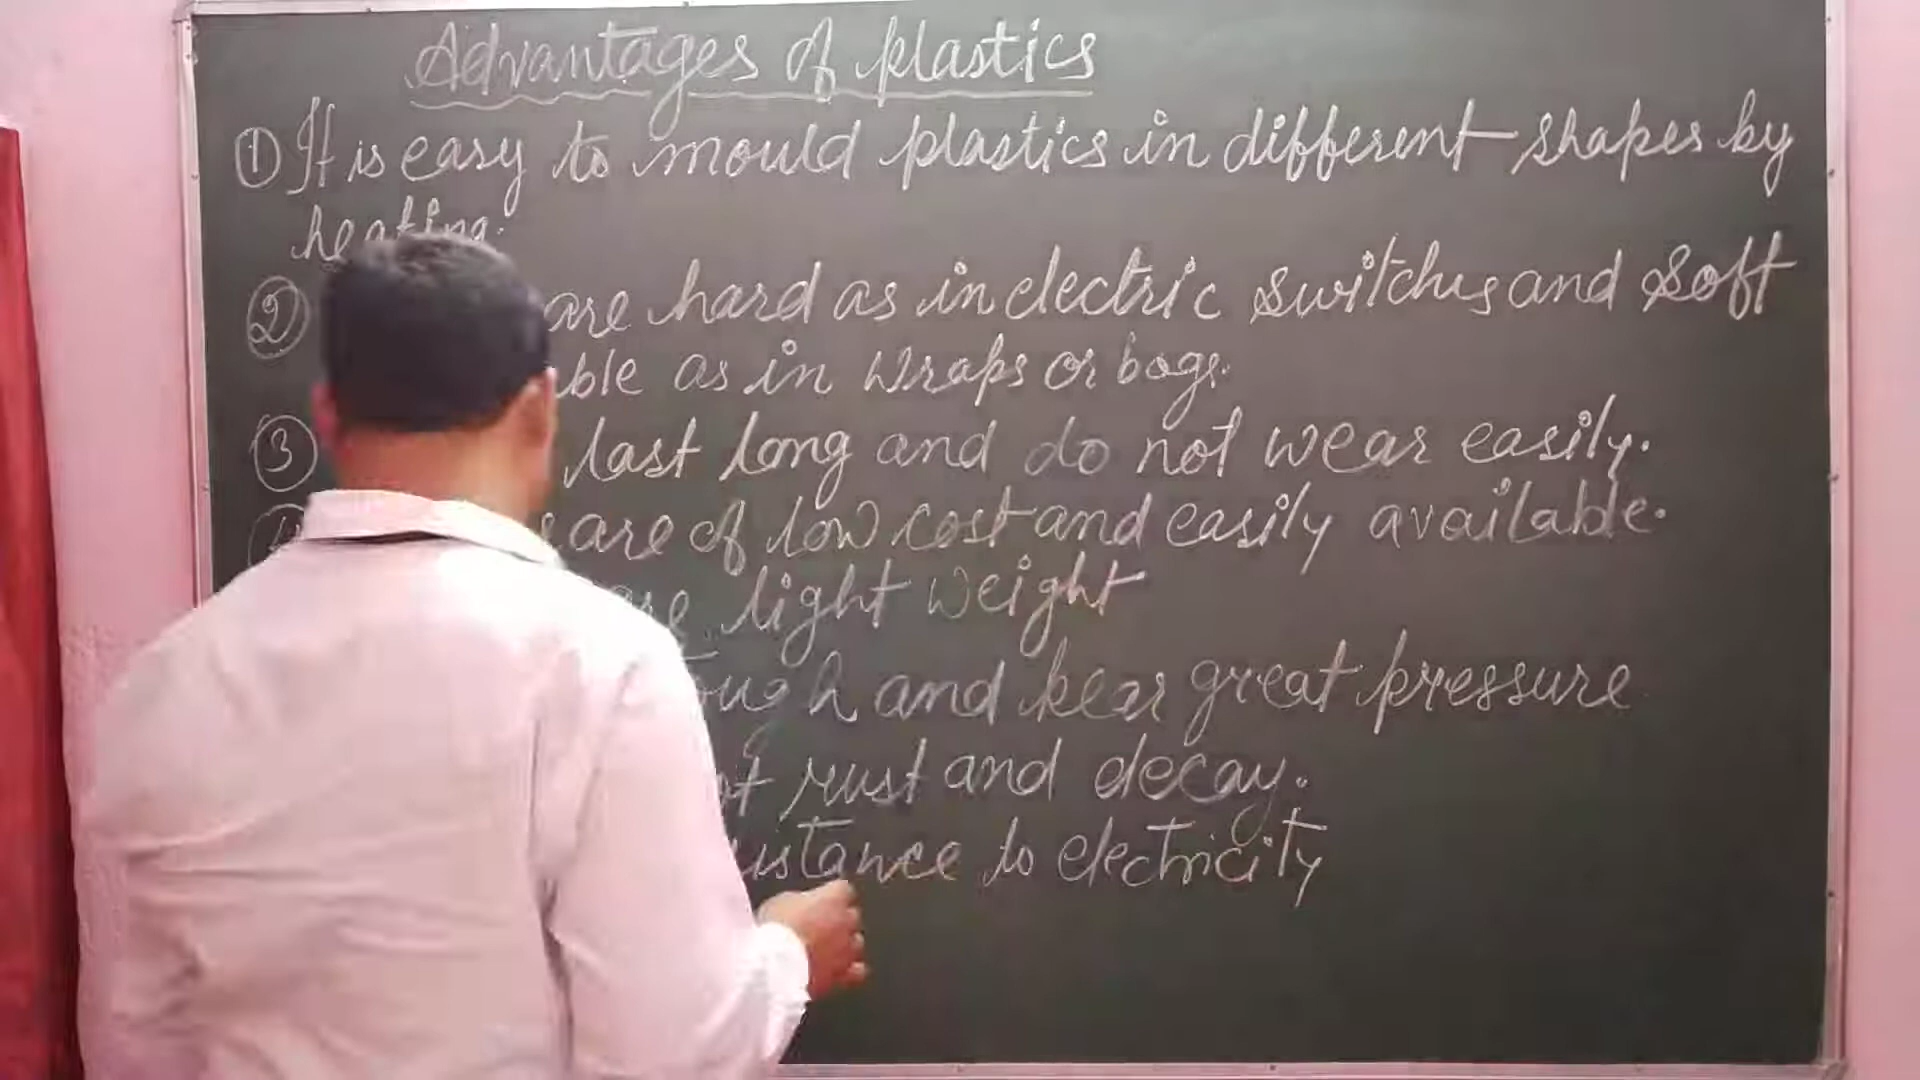 Advantages of plastics
① It is easy to mould plastics in different shapes by
heating.
② are hard as in electric switches and soft
as in wraps or bags.
③ last long and do not wear easily.
are of low cost and easily available.
are light weight
and bear great pressure
rust and decay.
to electricity